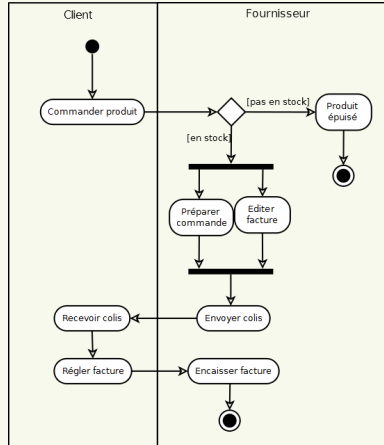 Client
Fournisseur
Commander produit
[pas en stock]
Produit
épuisé
[en stock]
Préparer
commande
Editer
facture
Recevoir colis
Envoyer colis
Régler facture
Encaisser facture